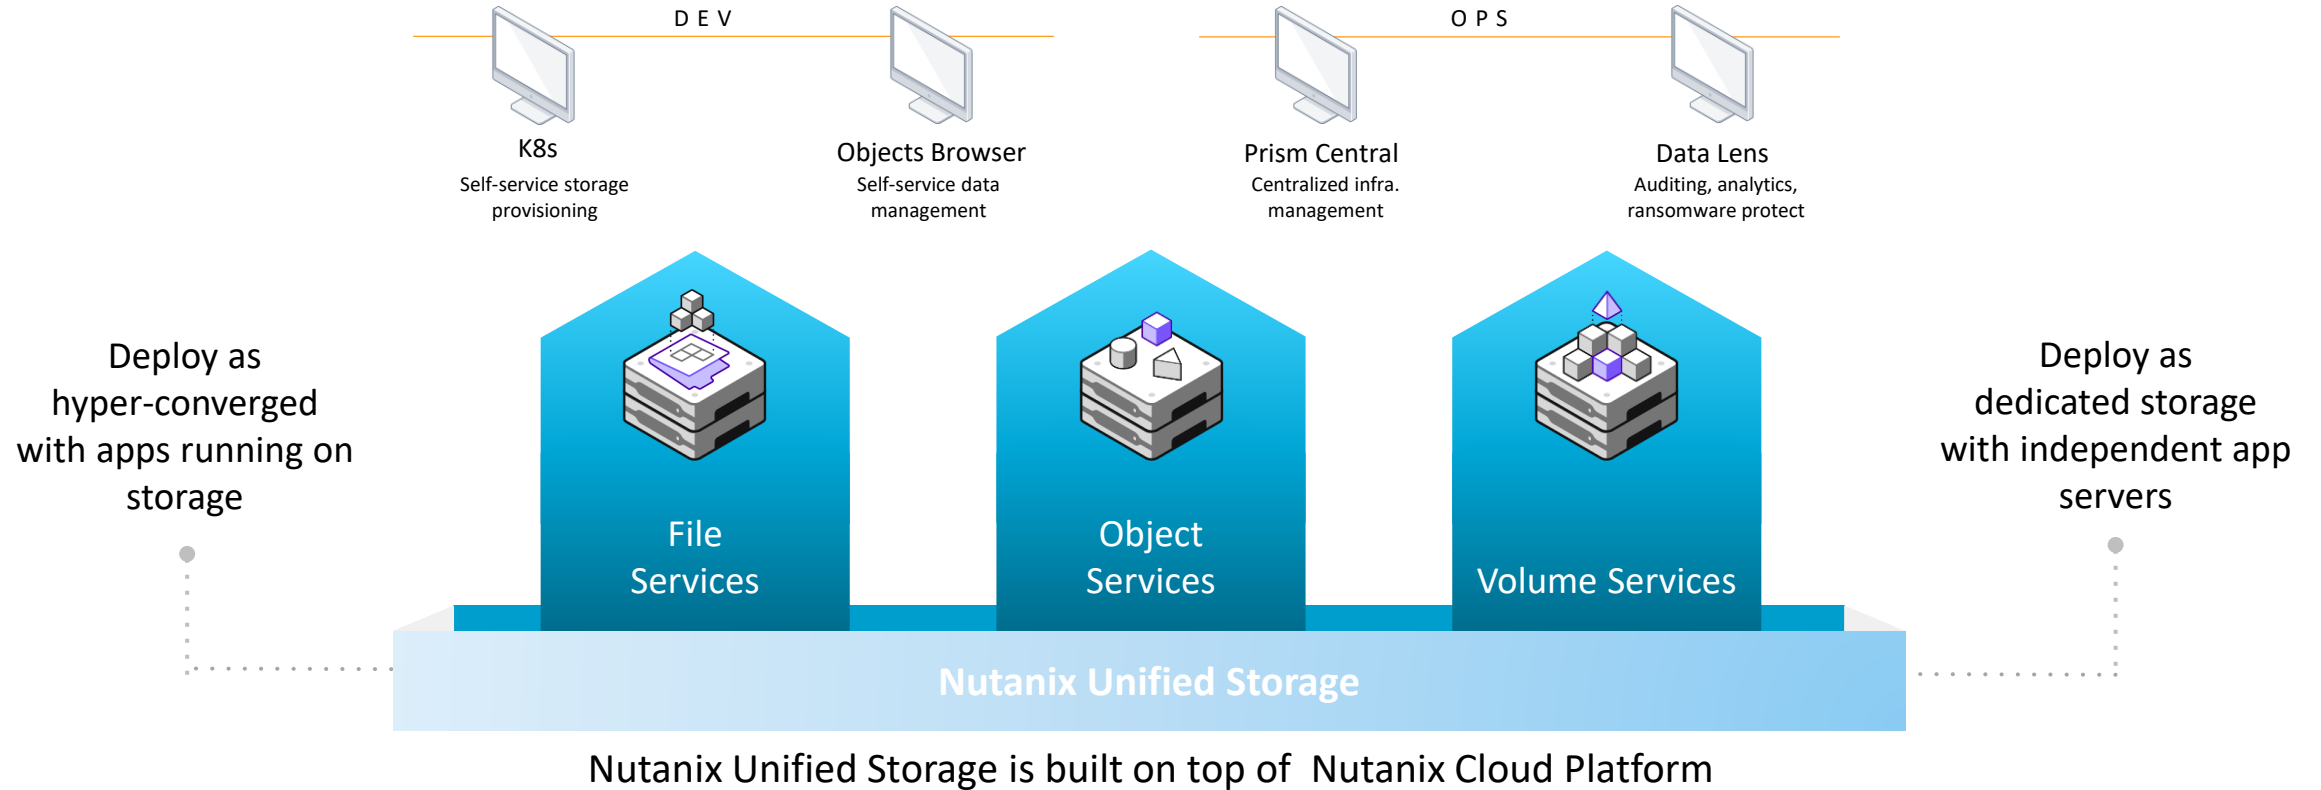 DEV
OPS
K8s
Self-service storage
provisioning
Objects Browser
Self-service data
management
Prism Central
Centralized infra.
management
Data Lens
Auditing, analytics,
ransomware protect
Deploy as
hyper-converged
with apps running on
storage
File
Services
Object
Services
Volume Services
Deploy as
dedicated storage
with independent app
servers
Nutanix Unified Storage
Nutanix Unified Storage is built on top of Nutanix Cloud Platform